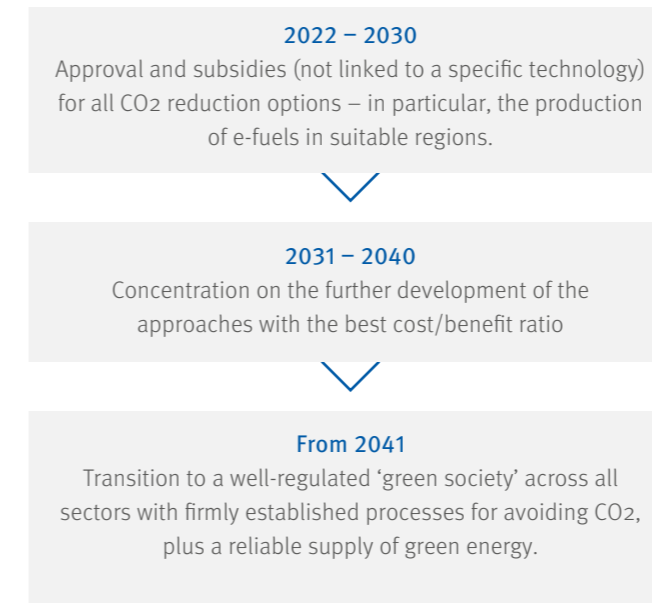 2022 – 2030
Approval and subsidies (not linked to a specific technology)
for all CO2 reduction options – in particular, the production
of e-fuels in suitable regions.
2031 – 2040
Concentration on the further development of the
approaches with the best cost/benefit ratio
From 2041
Transition to a well-regulated ‘green society’ across all
sectors with firmly established processes for avoiding CO2,
plus a reliable supply of green energy.